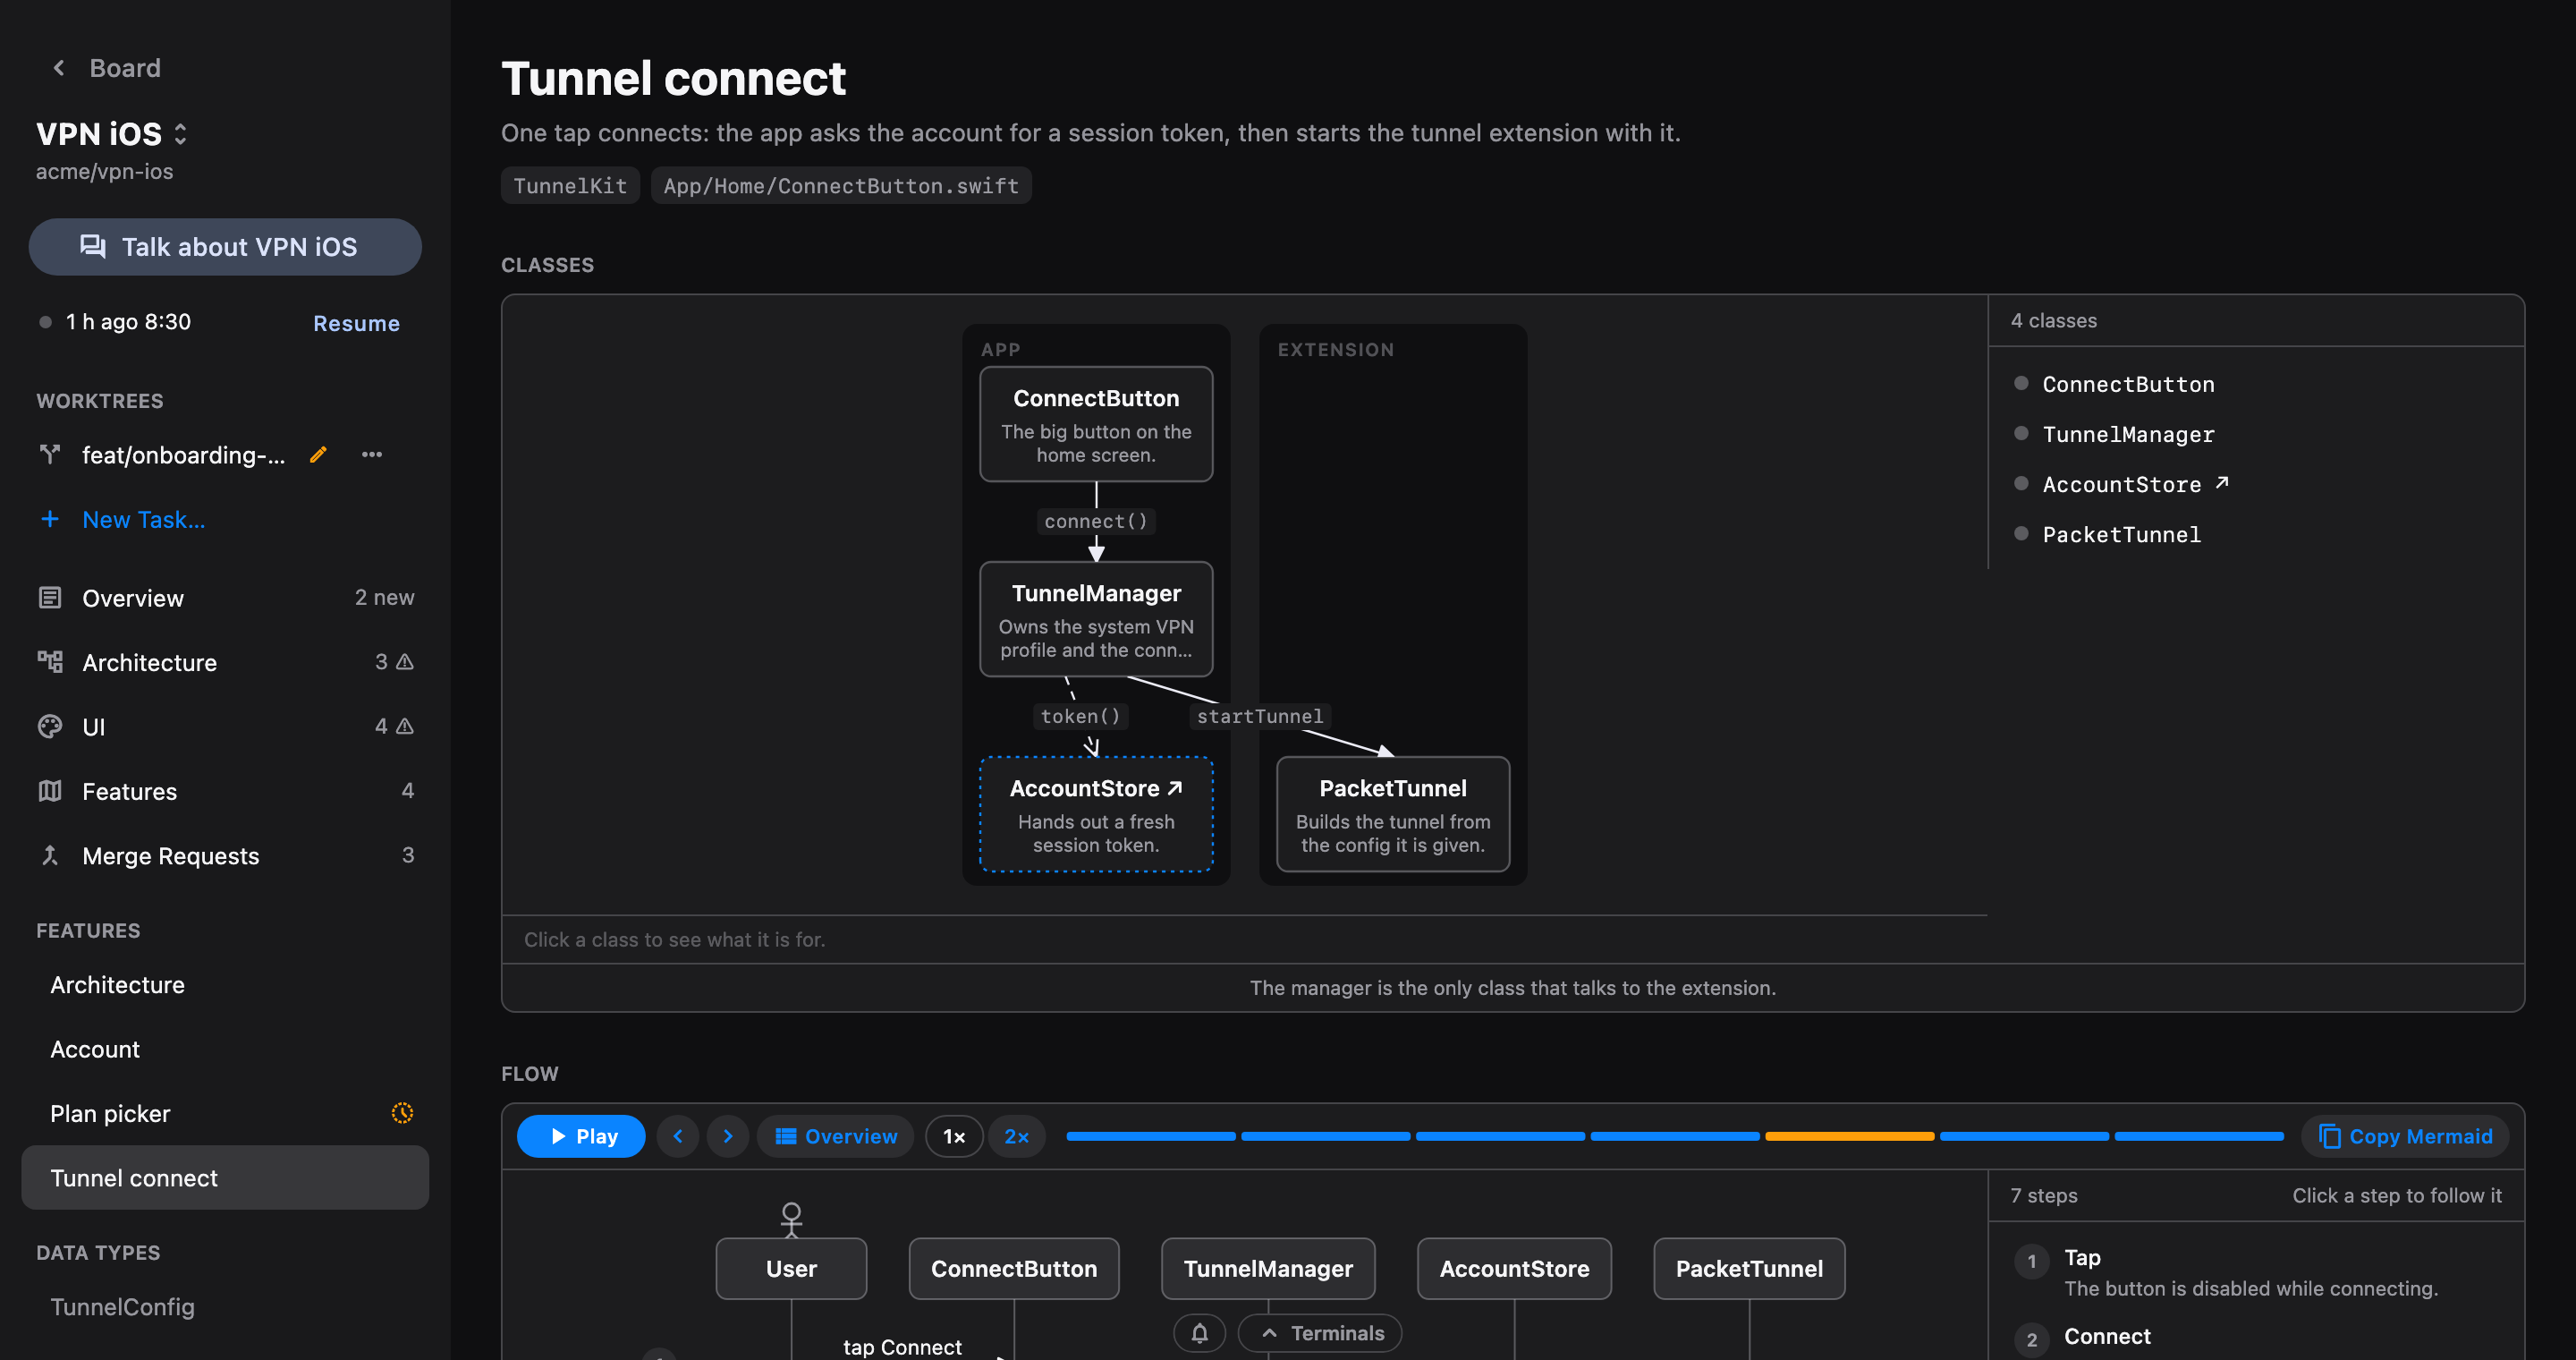 Board
VPN iOS
acme/vpn-ios
Talk about VPN iOS
1 h ago 8:30
Resume
WORKTREES
feat/onboarding-...
New Task...
Overview
2 new
Architecture
3
UI
4
Features
4
Merge Requests
3
FEATURES
Architecture
Account
Plan picker
Tunnel connect
DATA TYPES
TunnelConfig
Tunnel connect
One tap connects: the app asks the account for a session token, then starts the tunnel extension with it.
TunnelKit
App/Home/ConnectButton.swift
CLASSES
APP
ConnectButton
The big button on the
home screen.
connect()
TunnelManager
Owns the system VPN
profile and the conn...
token()
startTunnel
AccountStore
Hands out a fresh
session token.
EXTENSION
PacketTunnel
Builds the tunnel from
the config it is given.
4 classes
ConnectButton
TunnelManager
AccountStore
PacketTunnel
Click a class to see what it is for.
The manager is the only class that talks to the extension.
FLOW
Play
Overview
1×
2×
Copy Mermaid
User
ConnectButton
TunnelManager
AccountStore
PacketTunnel
tap Connect
Terminals
7 steps
Click a step to follow it
1
Tap
The button is disabled while connecting.
2
Connect